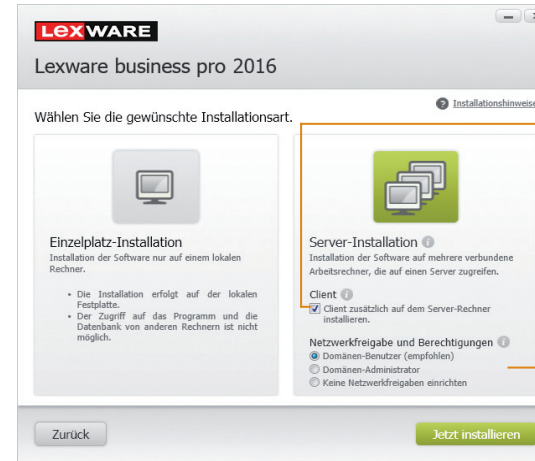 LEXWARE
Lexware business pro 2016
Installationshinweise
Wählen Sie die gewünschte Installationsart.
Einzelplatz-Installation
Installation der Software nur auf einem lokalen
Rechner.
• Die Installation erfolgt auf der lokalen
Festplatte.
• Der Zugriff auf das Programm und die
Datenbank von anderen Rechnern ist nicht
möglich.
Server-Installation
Installation der Software auf mehrere verbundene
Arbeitsrechner, die auf einen Server zugreifen.
Client
Client zusätzlich auf dem Server-Rechner
installieren.
Netzwerkfreigabe und Berechtigungen
Domänen-Benutzer (empfohlen)
Domänen-Administrator
Keine Netzwerkfreigaben einrichten
Zurück
Jetzt installieren